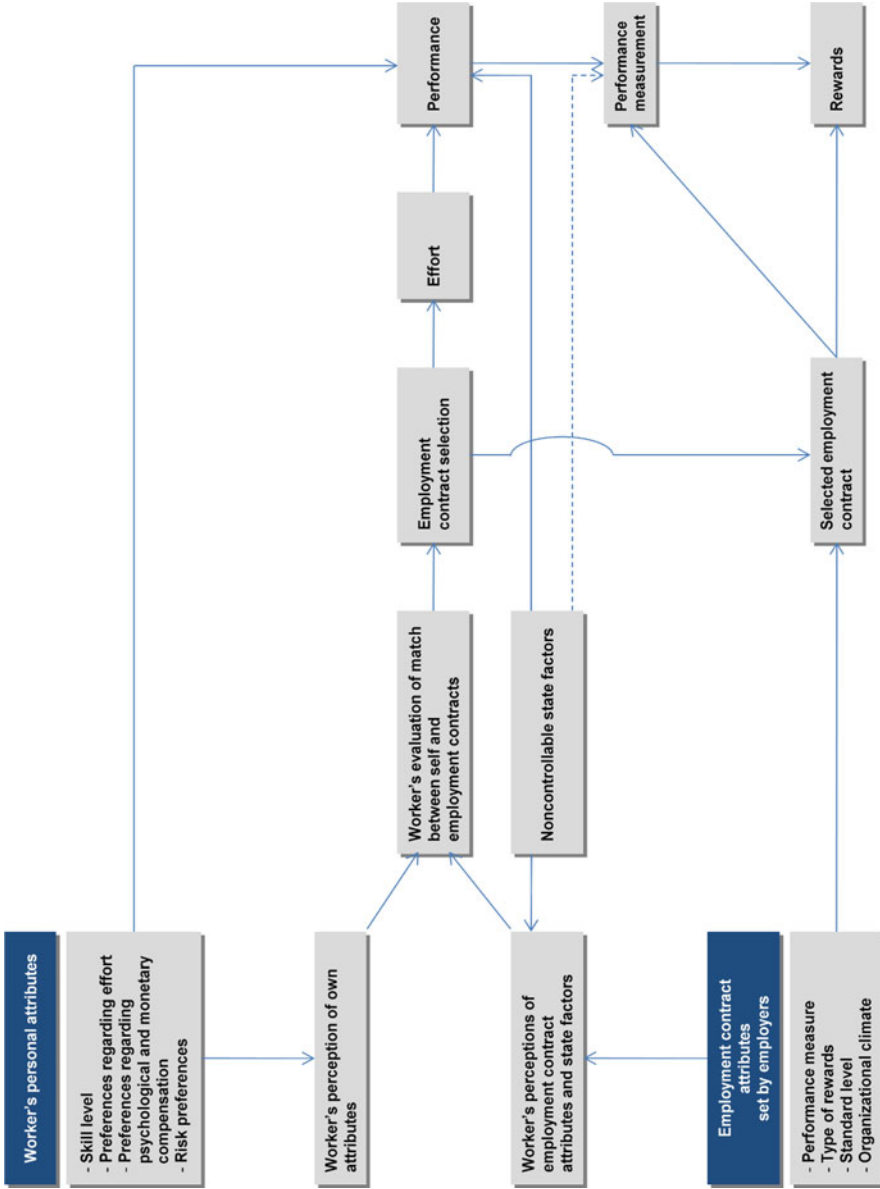 Worker's personal attributes
- Skill level
- Preferences regarding effort
- Preferences regarding
psychological and monetary
compensation
- Risk preferences
Worker's perception of own
attributes
Worker's perceptions of
employment contract
attributes and state factors
Employment contract
attributes
set by employers
- Performance measure
- Type of rewards
- Standard level
- Organizational climate
Worker's evaluation of match
between self and
employment contracts
Noncontrollable state factors
Employment
contract selection
Selected employment
contract
Effort
Performance
Performance
measurement
Rewards